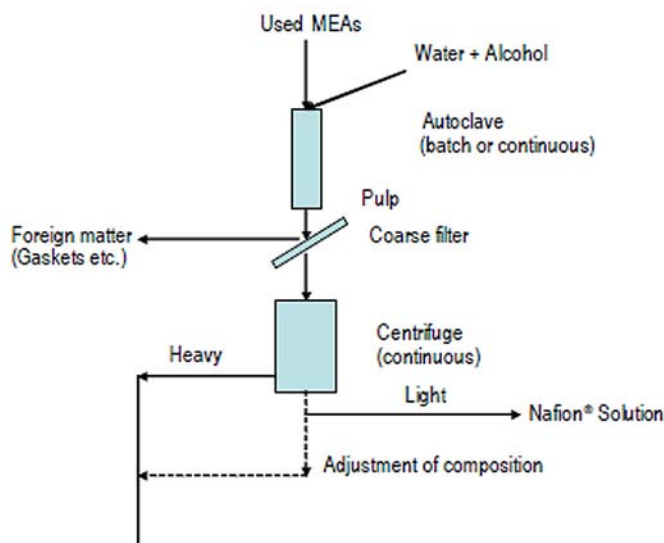 Used MEAs
Water + Alcohol
Autoclave
(batch or continuous)
Pulp
Foreign matter
(Gaskets etc.)
Coarse filter
Centrifuge
(continuous)
Heavy
Light
Nafion® Solution
Adjustment of composition